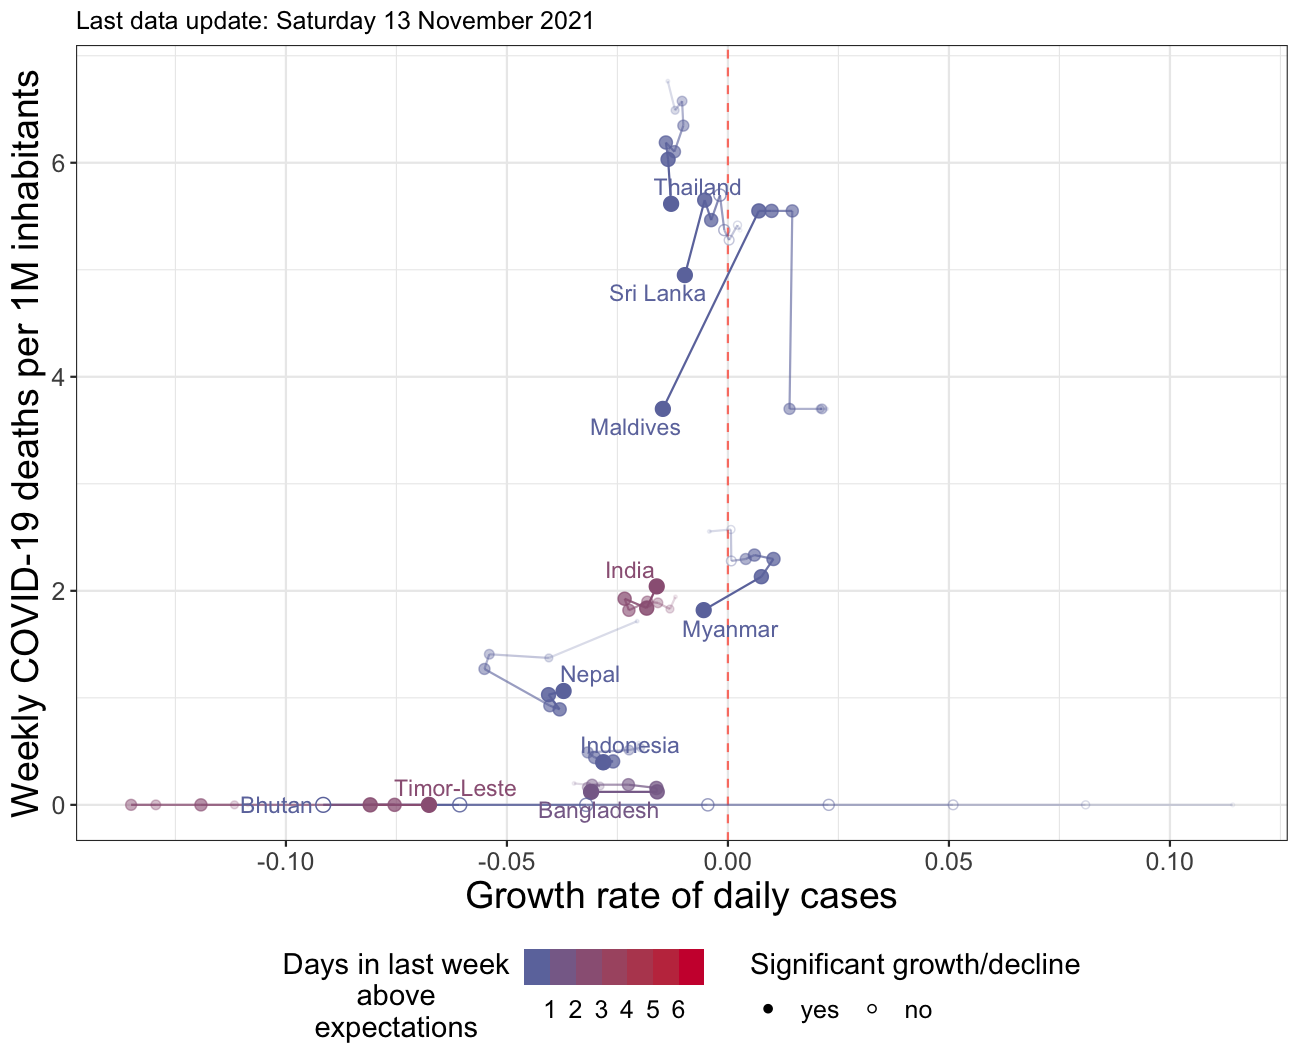 Last data update: Saturday 13 November 2021
Weekly COVID-19 deaths per 1M inhabitants
6
4
2
0
Thailand
Sri Lanka
Maldives
India
Myanmar
Nepal
Indonesia
Timor-Leste
Bhutan
Bangladesh
-0.10 -0.05 0.00 0.05 0.10
Growth rate of daily cases
Days in last week
above
expectations
1 2 3 4 5 6
Significant growth/decline
yes no